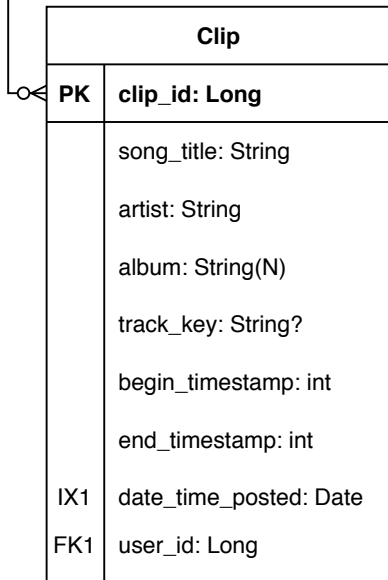 Clip
PK clip_id: Long
song_title: String
artist: String
album: String(N)
track_key: String?
begin_timestamp: int
end_timestamp: int
IX1 date_time_posted: Date
FK1 user_id: Long